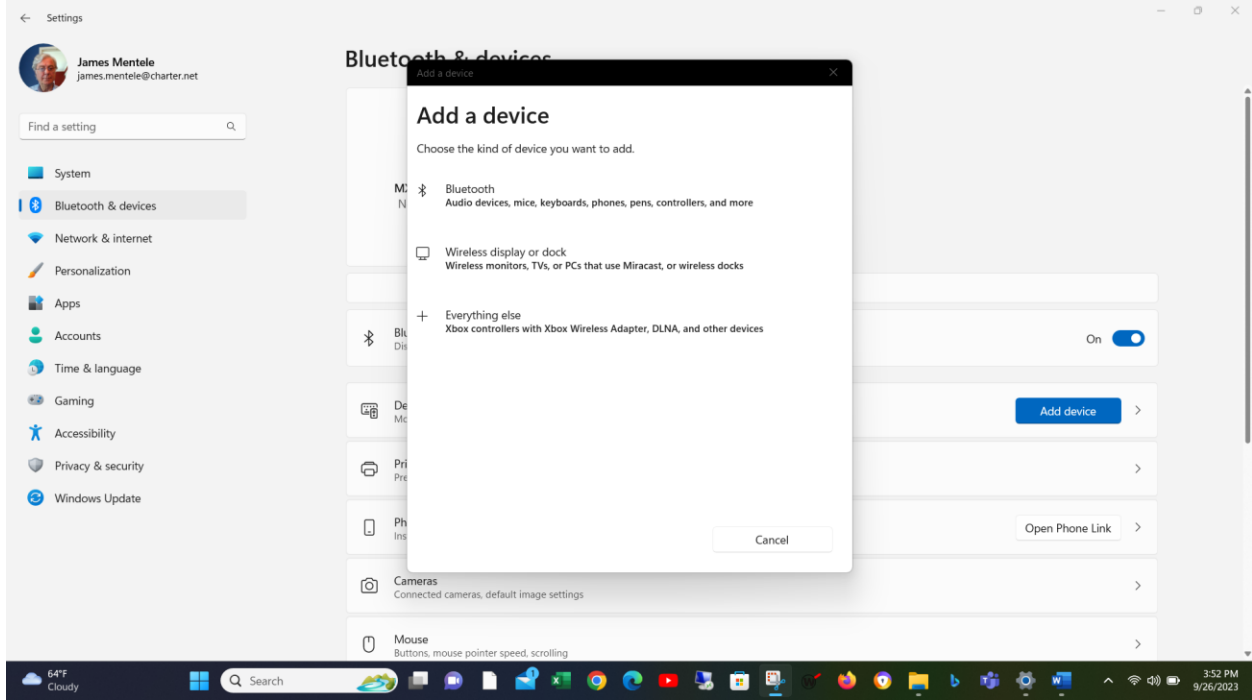 Settings
James Mentele
james.mentele@charter.net
Find a setting
System
Bluetooth & devices
Network & internet
Personalization
Apps
Accounts
Time & language
Gaming
Accessibility
Privacy & security
Windows Update
Bluetooth & devices
Add a device
Add a device
Choose the kind of device you want to add.
Bluetooth
Audio devices, mice, keyboards, phones, pens, controllers, and more
Wireless display or dock
Wireless monitors, TVs, or PCs that use Miracast, or wireless docks
Everything else
Xbox controllers with Xbox Wireless Adapter, DLNA, and other devices
Cancel
On
Add device
Open Phone Link
Cameras
Connected cameras, default image settings
Mouse
Buttons, mouse pointer speed, scrolling
64°F
Cloudy
Search
3:52 PM
9/26/2023